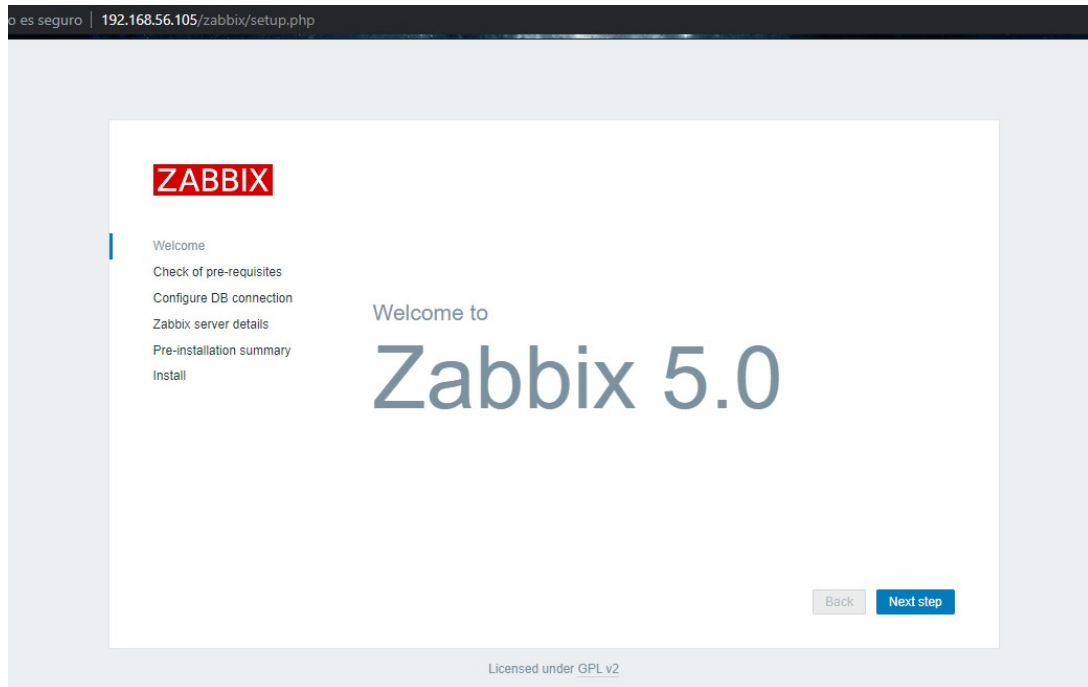 o es seguro | 192.168.56.105/zabbix/setup.php
ZABBIX
Welcome
Check of pre-requisites
Configure DB connection
Zabbix server details
Pre-installation summary
Install
Welcome to
Zabbix 5.0
Back Next step
Licensed under GPL v2